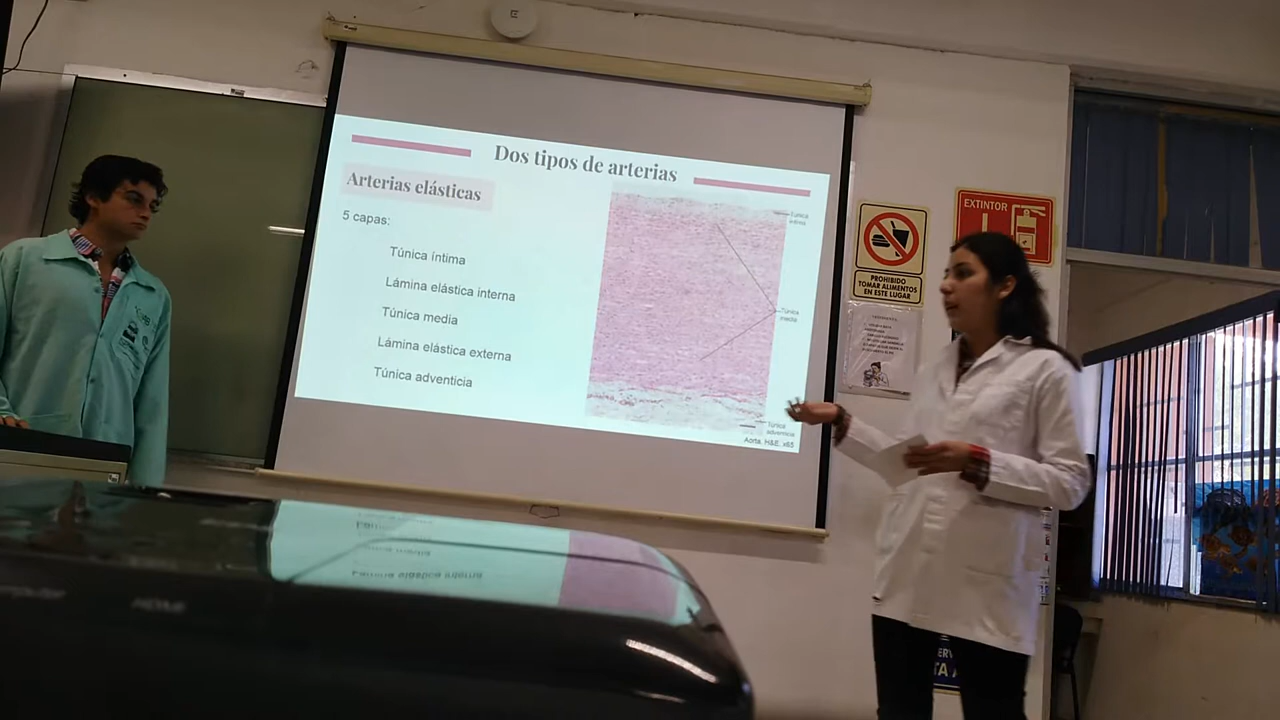 Dos tipos de arterias
Arterias elásticas
5 capas:
Túnica íntima
Lámina elástica interna
Túnica media
Lámina elástica externa
Túnica adventicia
Túnica
íntima
Túnica
media
Túnica
adventicia
Aorta. H&E. x65
EXTINTOR
PROHIBIDO
TOMAR ALIMENTOS
EN ESTE LUGAR
HDMI